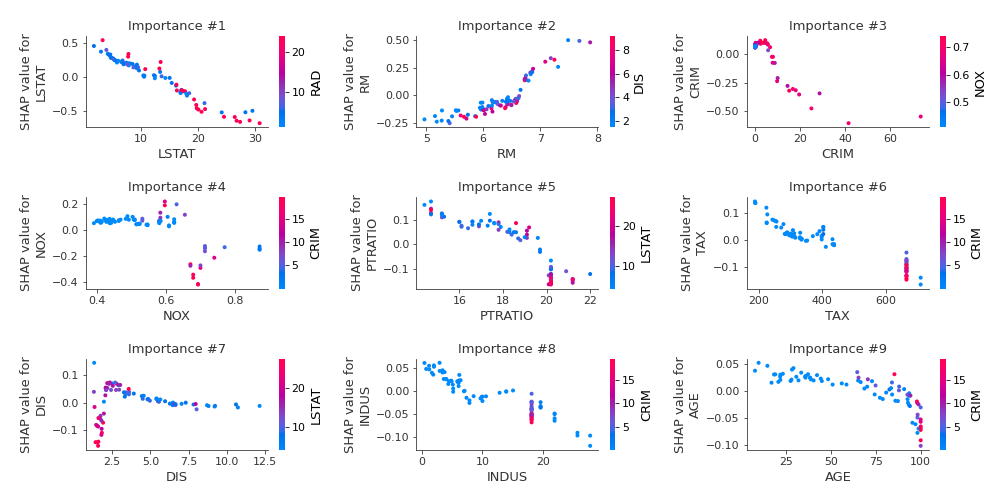 Importance #1
Importance #2
Importance #3
SHAP value for
LSTAT
0.5
0.0
−0.5
10
20
30
LSTAT
20
10
RAD
SHAP value for
RM
0.50
0.25
0.00
−0.25
5
6
7
8
RM
8
6
4
2
DIS
SHAP value for
CRIM
0.00
−0.25
−0.50
0
20
40
60
CRIM
0.7
0.6
0.5
NOX
Importance #4
Importance #5
Importance #6
SHAP value for
NOX
0.2
0.0
−0.2
−0.4
0.4
0.6
0.8
NOX
15
10
5
CRIM
SHAP value for
PTRATIO
0.1
0.0
−0.1
16
18
20
22
PTRATIO
20
10
LSTAT
SHAP value for
TAX
0.1
0.0
−0.1
200
400
600
TAX
15
10
5
CRIM
Importance #7
Importance #8
Importance #9
SHAP value for
DIS
0.1
0.0
−0.1
2.5
5.0
7.5
10.0
12.5
DIS
20
10
LSTAT
SHAP value for
INDUS
0.05
0.00
−0.05
−0.10
0
10
20
INDUS
15
10
5
CRIM
SHAP value for
AGE
0.05
0.00
−0.05
−0.10
25
50
75
100
AGE
15
10
5
CRIM